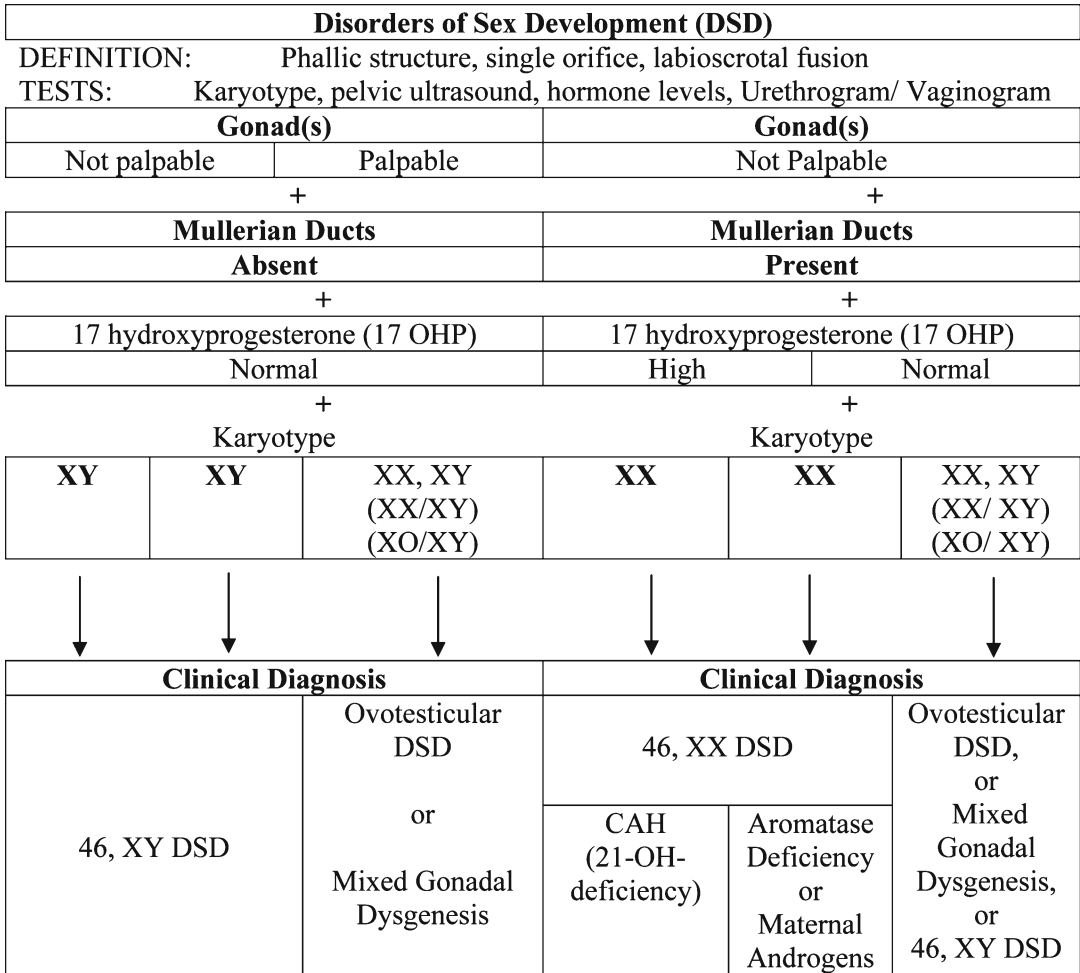 Disorders of Sex Development (DSD)
DEFINITION: Phallic structure, single orifice, labioscrotal fusion
TESTS: Karyotype, pelvic ultrasound, hormone levels, Urethrogram/ Vaginogram
Gonad(s) Gonad(s)
Not palpable Palpable Not Palpable
+ +
Mullerian Ducts Mullerian Ducts
Absent Present
+ +
17 hydroxyprogesterone (17 OHP) 17 hydroxyprogesterone (17 OHP)
Normal High Normal
+ +
Karyotype Karyotype
XY XY XX, XY XX XX XX, XY
(XX/XY) (XX/ XY)
(XO/XY) (XO/ XY)
Clinical Diagnosis Clinical Diagnosis
46, XY DSD
Ovotesticular
DSD
or
Mixed Gonadal
Dysgenesis
46, XX DSD
CAH
(21-OH-
deficiency)
Aromatase
Deficiency
or
Maternal
Androgens
Ovotesticular
DSD,
or
Mixed
Gonadal
Dysgenesis,
or
46, XY DSD